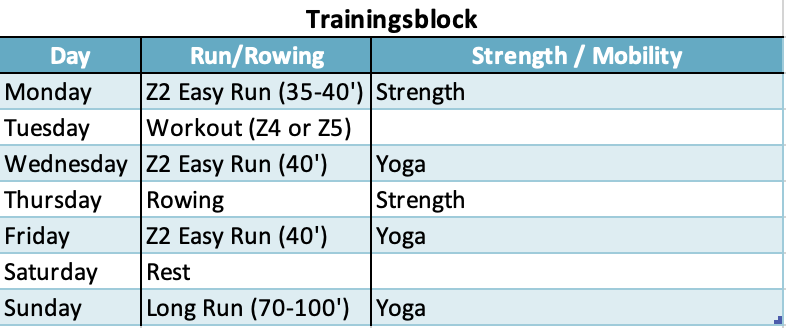 Trainingsblock
Day Run/Rowing Strength / Mobility
Monday Z2 Easy Run (35-40') Strength
Tuesday Workout (Z4 or Z5)
Wednesday Z2 Easy Run (40') Yoga
Thursday Rowing Strength
Friday Z2 Easy Run (40') Yoga
Saturday Rest
Sunday Long Run (70-100') Yoga